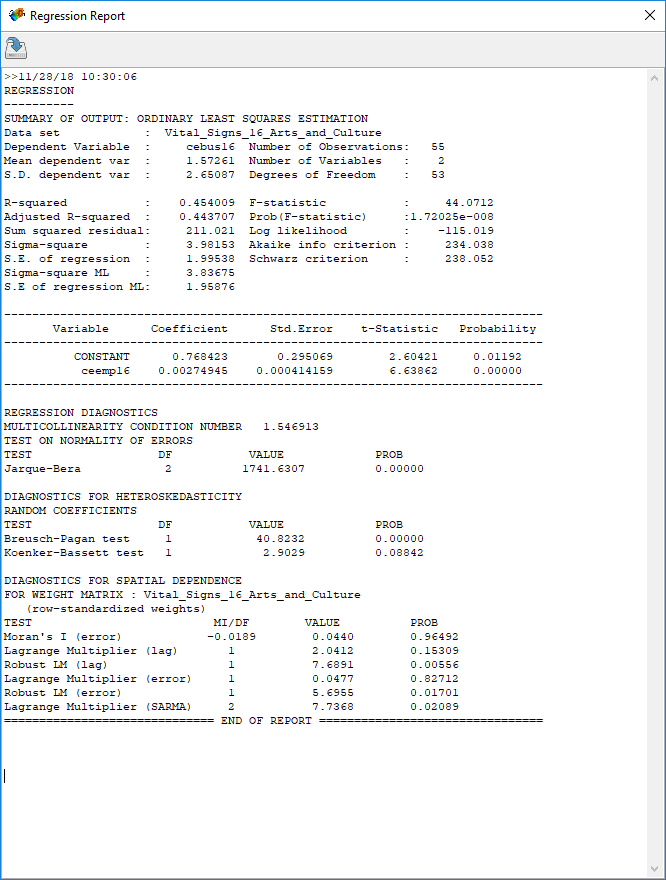 Regression Report
>>11/28/18 10:30:06
REGRESSION
----------
SUMMARY OF OUTPUT: ORDINARY LEAST SQUARES ESTIMATION
Data set            :  Vital_Signs_16_Arts_and_Culture
Dependent Variable  :     cebus16  Number of Observations:   55
Mean dependent var  :     1.57261  Number of Variables   :    2
S.D. dependent var  :     2.65087  Degrees of Freedom    :   53
R-squared           :    0.454009  F-statistic           :     44.0712
Adjusted R-squared  :    0.443707  Prob(F-statistic)     :1.72025e-008
Sum squared residual:     211.021  Log likelihood        :    -115.019
Sigma-square        :     3.98153  Akaike info criterion :     234.038
S.E. of regression  :     1.99538  Schwarz criterion     :     238.052
Sigma-square ML     :     3.83675
S.E of regression ML:     1.95876
-----------------------------------------------------------------------------
       Variable      Coefficient      Std.Error    t-Statistic   Probability
-----------------------------------------------------------------------------
          CONSTANT      0.768423       0.295069        2.60421     0.01192
           ceemp16    0.00274945    0.000414159        6.63862     0.00000
-----------------------------------------------------------------------------
REGRESSION DIAGNOSTICS
MULTICOLLINEARITY CONDITION NUMBER   1.546913
TEST ON NORMALITY OF ERRORS
TEST                  DF           VALUE             PROB
Jarque-Bera            2          1741.6307          0.00000
DIAGNOSTICS FOR HETEROSKEDASTICITY
RANDOM COEFFICIENTS
TEST                  DF           VALUE             PROB
Breusch-Pagan test     1            40.8232          0.00000
Koenker-Bassett test   1             2.9029          0.08842
DIAGNOSTICS FOR SPATIAL DEPENDENCE
FOR WEIGHT MATRIX : Vital_Signs_16_Arts_and_Culture
   (row-standardized weights)
TEST                          MI/DF        VALUE          PROB
Moran's I (error)            -0.0189        0.0440        0.96492
Lagrange Multiplier (lag)       1           2.0412        0.15309
Robust LM (lag)                 1           7.6891        0.00556
Lagrange Multiplier (error)     1           0.0477        0.82712
Robust LM (error)               1           5.6955        0.01701
Lagrange Multiplier (SARMA)     2           7.7368        0.02089
============================== END OF REPORT ================================